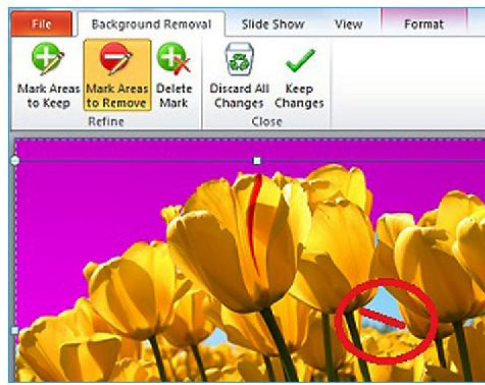 File Background Removal Slide Show View Format
Mark Areas to Keep
Mark Areas to Remove
Delete Mark
Discard All Changes
Keep Changes
Refine Close